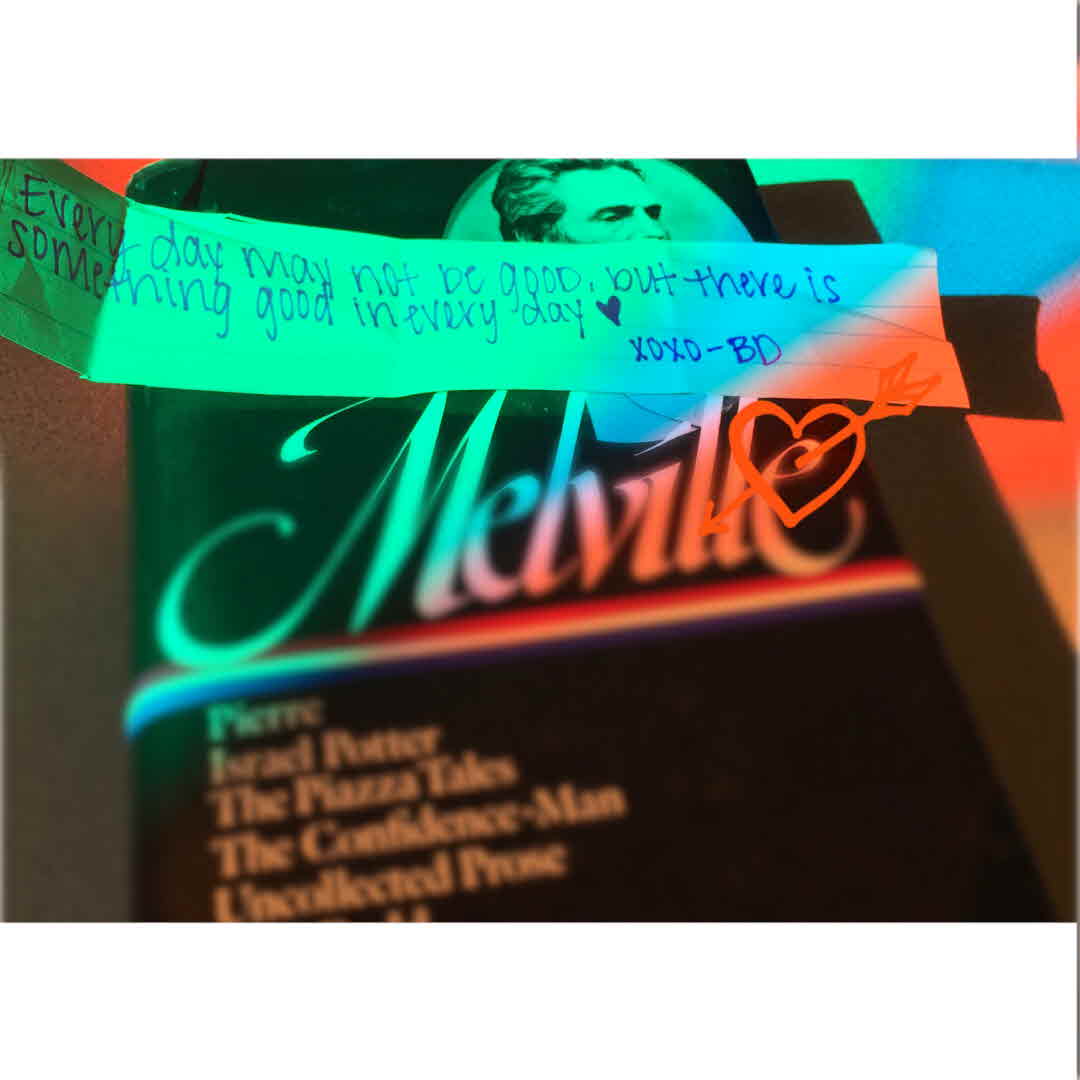 Every day may not be good, but there is
something good in every day ♥
xoxo-BD
Melville
Pierre
Israel Potter
The Piazza Tales
The Confidence-Man
Uncollected Prose